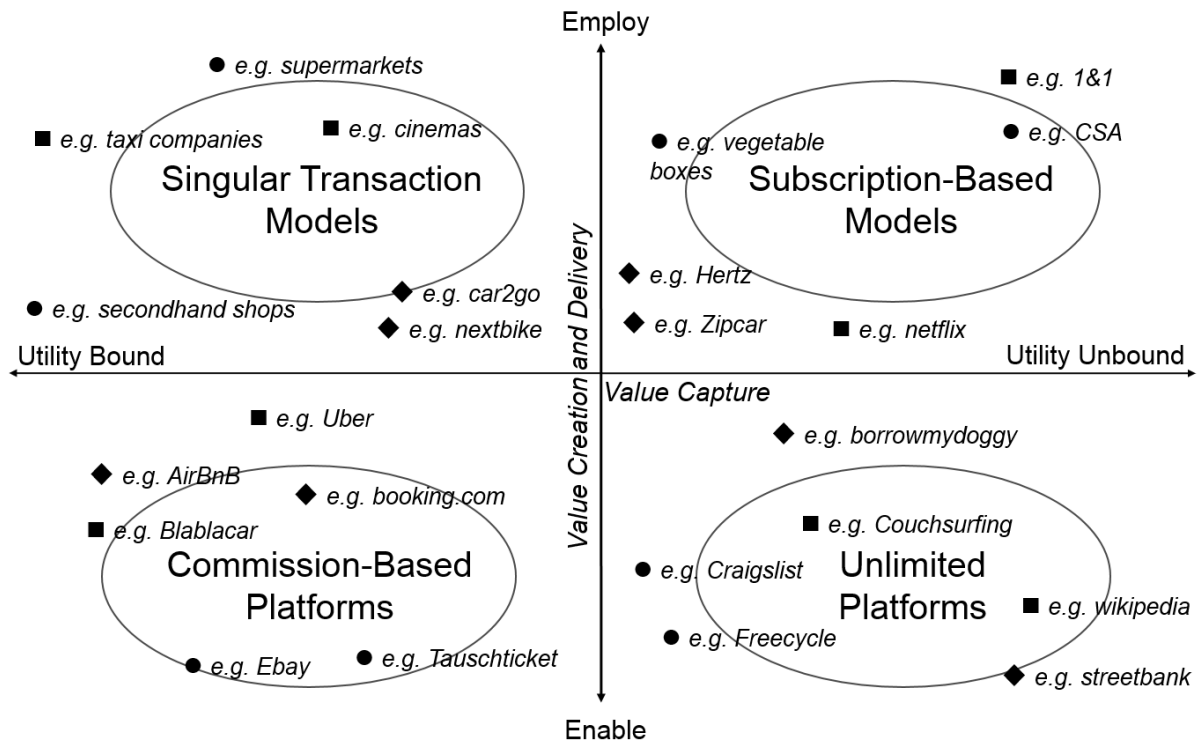 Employ
e.g. supermarkets
e.g. 1&1
e.g. taxi companies
e.g. cinemas
e.g. vegetable
boxes
e.g. CSA
Singular Transaction
Models
Subscription-Based
Models
e.g. Hertz
e.g. car2go
e.g. secondhand shops
e.g. nextbike
e.g. Zipcar
e.g. netflix
Utility Bound
Utility Unbound
Value Creation and Delivery
Value Capture
e.g. Uber
e.g. borrowmydoggy
e.g. AirBnB
e.g. booking.com
e.g. Blablacar
e.g. Couchsurfing
Commission-Based
Platforms
e.g. Craigslist
Unlimited
Platforms
e.g. wikipedia
e.g. Freecycle
e.g. Ebay
e.g. Tauschticket
e.g. streetbank
Enable